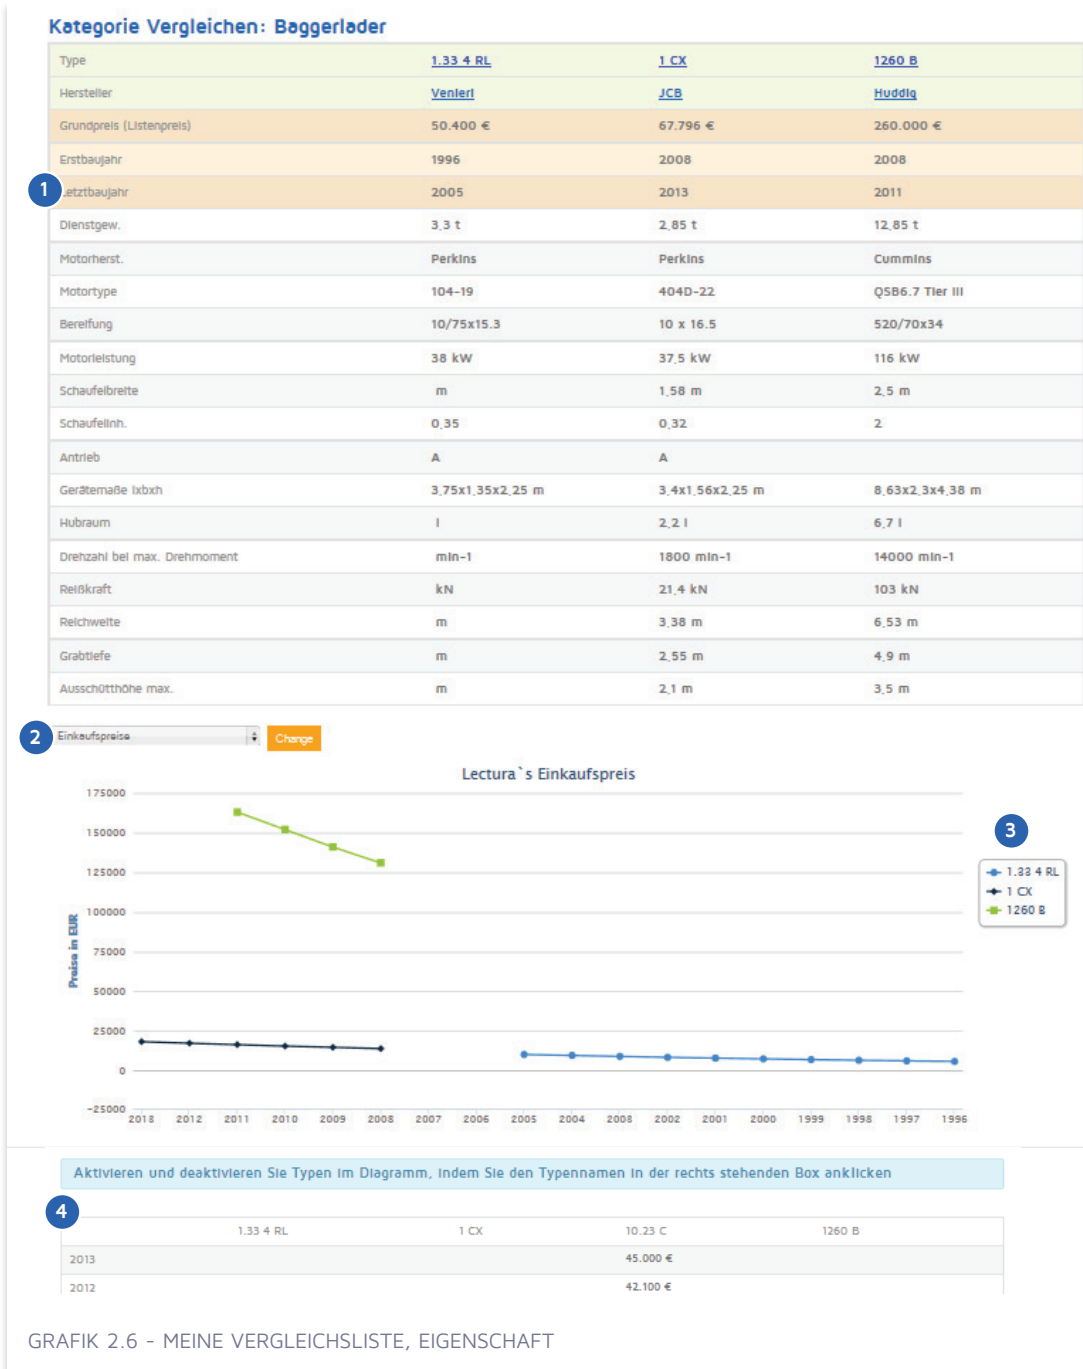 Kategorie Vergleichen: Baggerlader
Type 1.33 4 RL 1 CX 1260 B
Hersteller Venieri JCB Huddig
Grundpreis (Listenpreis) 50.400 € 67.796 € 260.000 €
Erstbaujahr 1996 2008 2008
1 Letztbaujahr 2005 2013 2011
Dienstgew. 3,3 t 2,85 t 12,85 t
Motorherst. Perkins Perkins Cummins
Motortype 104-19 404D-22 QSB6.7 Tier III
Bereifung 10/75x15.3 10 x 16.5 520/70x34
Motorleistung 38 kW 37,5 kW 116 kW
Schaufelbreite m 1,58 m 2,5 m
Schaufelinh. 0,35 0,32 2
Antrieb A A
Gerätemaße lxbxh 3,75x1,35x2,25 m 3,4x1,56x2,25 m 8,63x2,3x4,38 m
Hubraum l 2,2 l 6,7 l
Drehzahl bei max. Drehmoment min-1 1800 min-1 14000 min-1
Reißkraft kN 21,4 kN 103 kN
Reichweite m 3,38 m 6,53 m
Grabtiefe m 2,55 m 4,9 m
Ausschütthöhe max. m 2,1 m 3,5 m
2 Einkaufspreise Change
Lectura`s Einkaufspreis
175000
150000
125000
100000
75000
50000
25000
0
-25000
Preise in EUR
3
1.33 4 RL
1 CX
1260 B
2013 2012 2011 2010 2009 2008 2007 2006 2005 2004 2003 2002 2001 2000 1999 1998 1997 1996
Aktivieren und deaktivieren Sie Typen im Diagramm, indem Sie den Typennamen in der rechts stehenden Box anklicken
4
1.33 4 RL 1 CX 10.23 C 1260 B
2013 45.000 €
2012 42.100 €
GRAFIK 2.6 - MEINE VERGLEICHSLISTE, EIGENSCHAFT